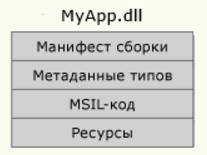 MyApp.dll
Манифест сборки
Метаданные типов
MSIL-код
Ресурсы